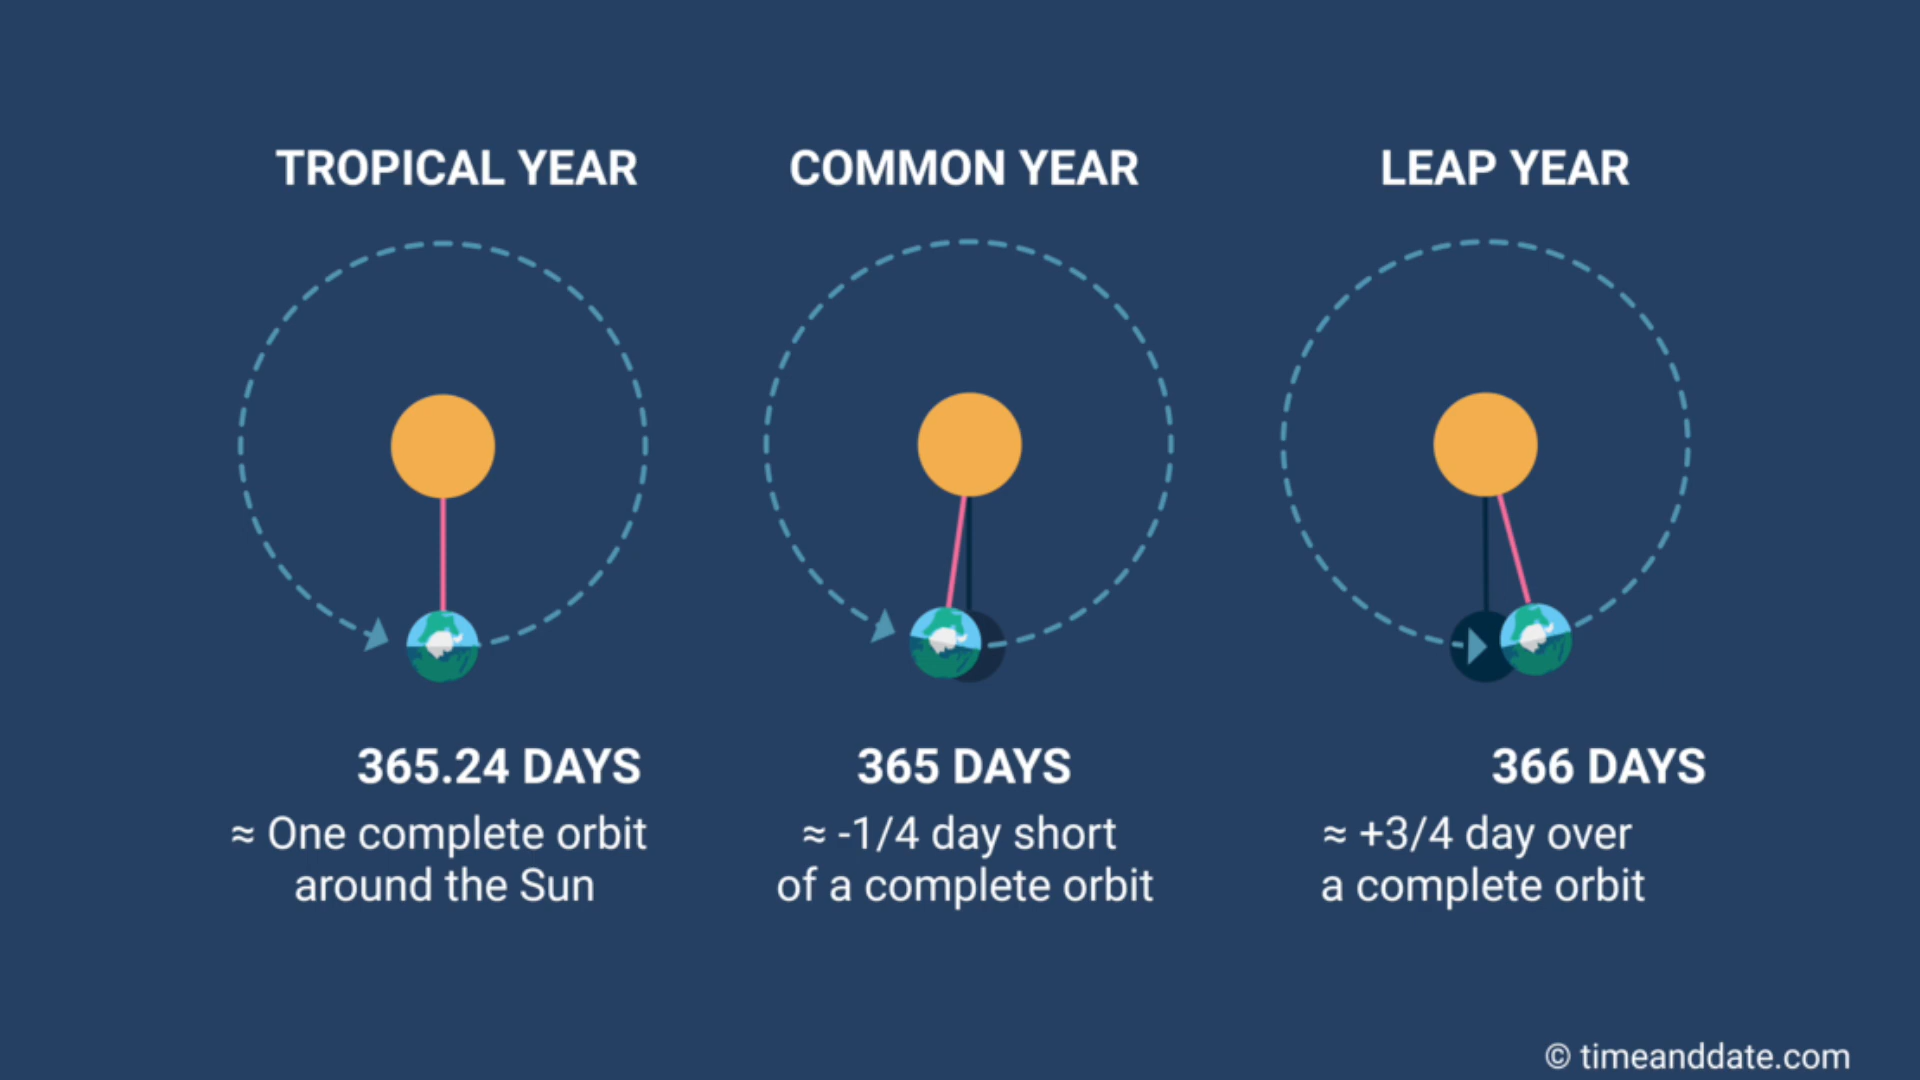 TROPICAL YEAR
365.24 DAYS
≈ One complete orbit
around the Sun
COMMON YEAR
365 DAYS
≈ -1/4 day short
of a complete orbit
LEAP YEAR
366 DAYS
≈ +3/4 day over
a complete orbit
© timeanddate.com